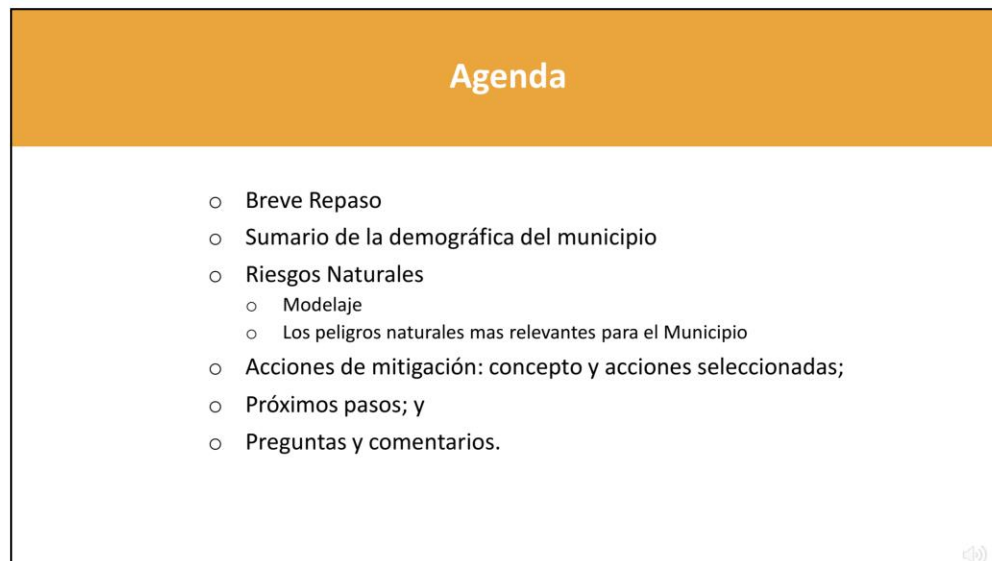 Agenda
o Breve Repaso
o Sumario de la demográfica del municipio
o Riesgos Naturales
o Modelaje
o Los peligros naturales mas relevantes para el Municipio
o Acciones de mitigación: concepto y acciones seleccionadas;
o Próximos pasos; y
o Preguntas y comentarios.